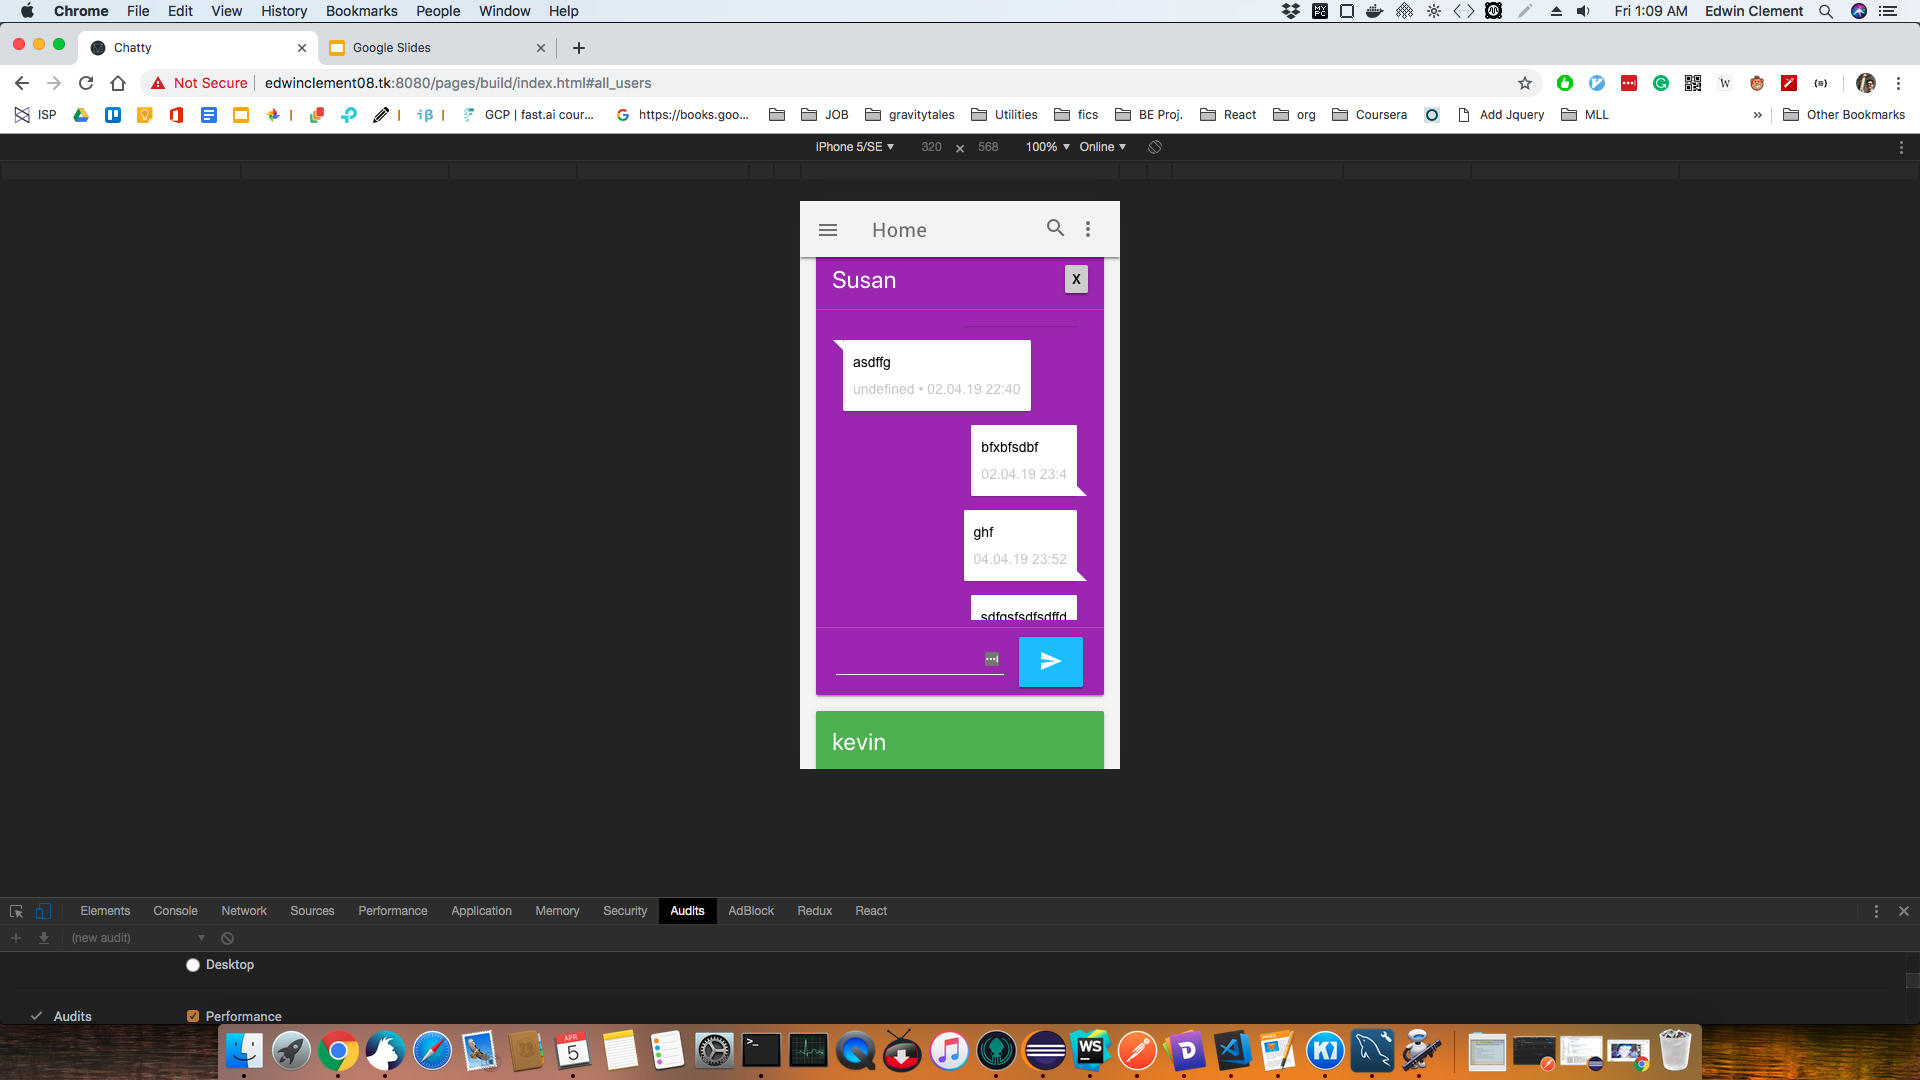 Chrome File Edit View History Bookmarks People Window Help Fri 1:09 AM Edwin Clement
Chatty Google Slides
Not Secure edwinclement08.tk:8080/pages/build/index.html#all_users
ISP GCP | fast.ai cour... https://books.goo... JOB gravitytales Utilities fics BE Proj. React org Coursera Add Jquery MLL » Other Bookmarks
iPhone 5/SE 320 x 568 100% Online
Home
Susan X
asdffg
undefined • 02.04.19 22:40
bfxbfsdbf
02.04.19 23:4
ghf
04.04.19 23:52
sdfgsfsdfsdffd
kevin
Elements Console Network Sources Performance Application Memory Security Audits AdBlock Redux React
(new audit)
Desktop
Audits Performance
APR
5
WS
D
K1